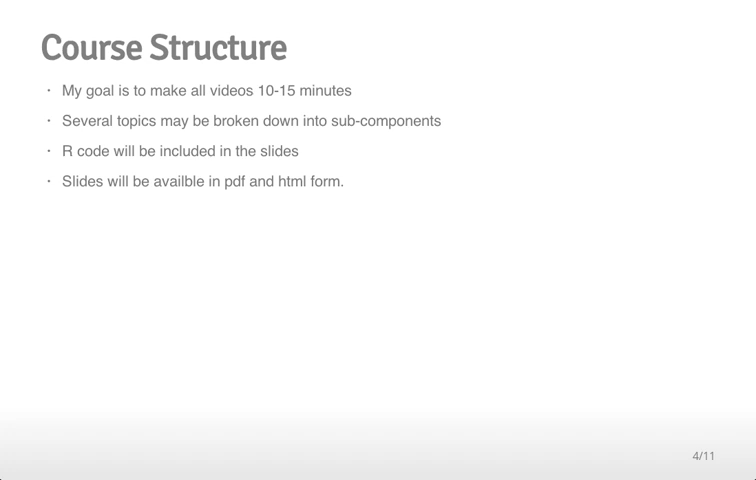 Course Structure
· My goal is to make all videos 10-15 minutes
· Several topics may be broken down into sub-components
· R code will be included in the slides
· Slides will be availble in pdf and html form.
4/11